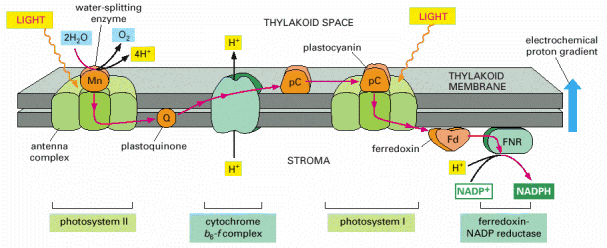 water-splitting
enzyme
LIGHT
2H₂O
O₂
4H⁺
Mn
THYLAKOID SPACE
H⁺
plastocyanin
pC
pC
LIGHT
electrochemical
proton gradient
THYLAKOID
MEMBRANE
Q
antenna
complex
plastoquinone
H⁺
STROMA
ferredoxin
Fd
FNR
H⁺
NADP⁺
NADPH
photosystem II
cytochrome
b₆-f complex
photosystem I
ferredoxin-
NADP reductase